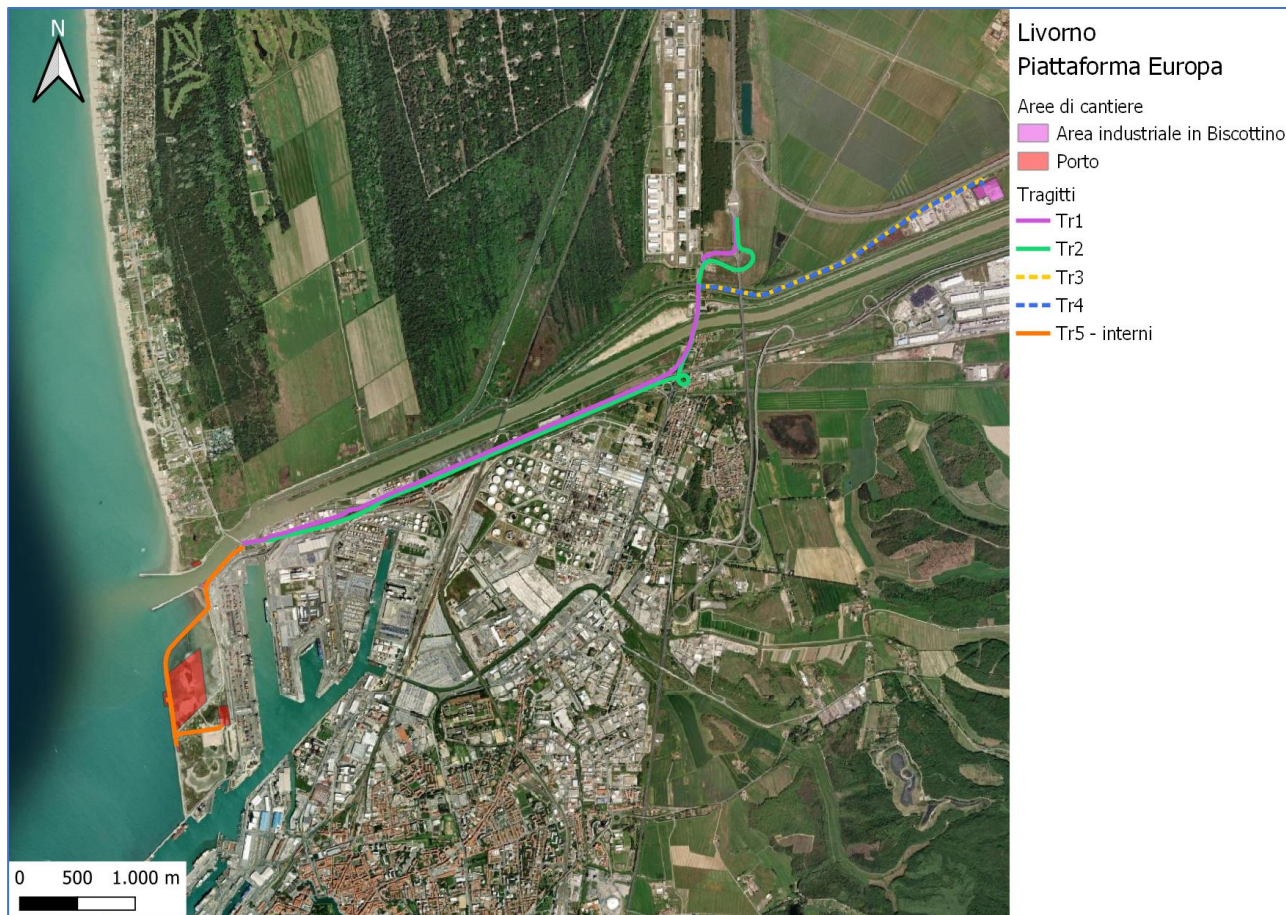 N
Livorno
Piattaforma Europa
Aree di cantiere
Area industriale in Biscottino
Porto
Tragitti
Tr1
Tr2
Tr3
Tr4
Tr5 - interni
0 500 1.000 m